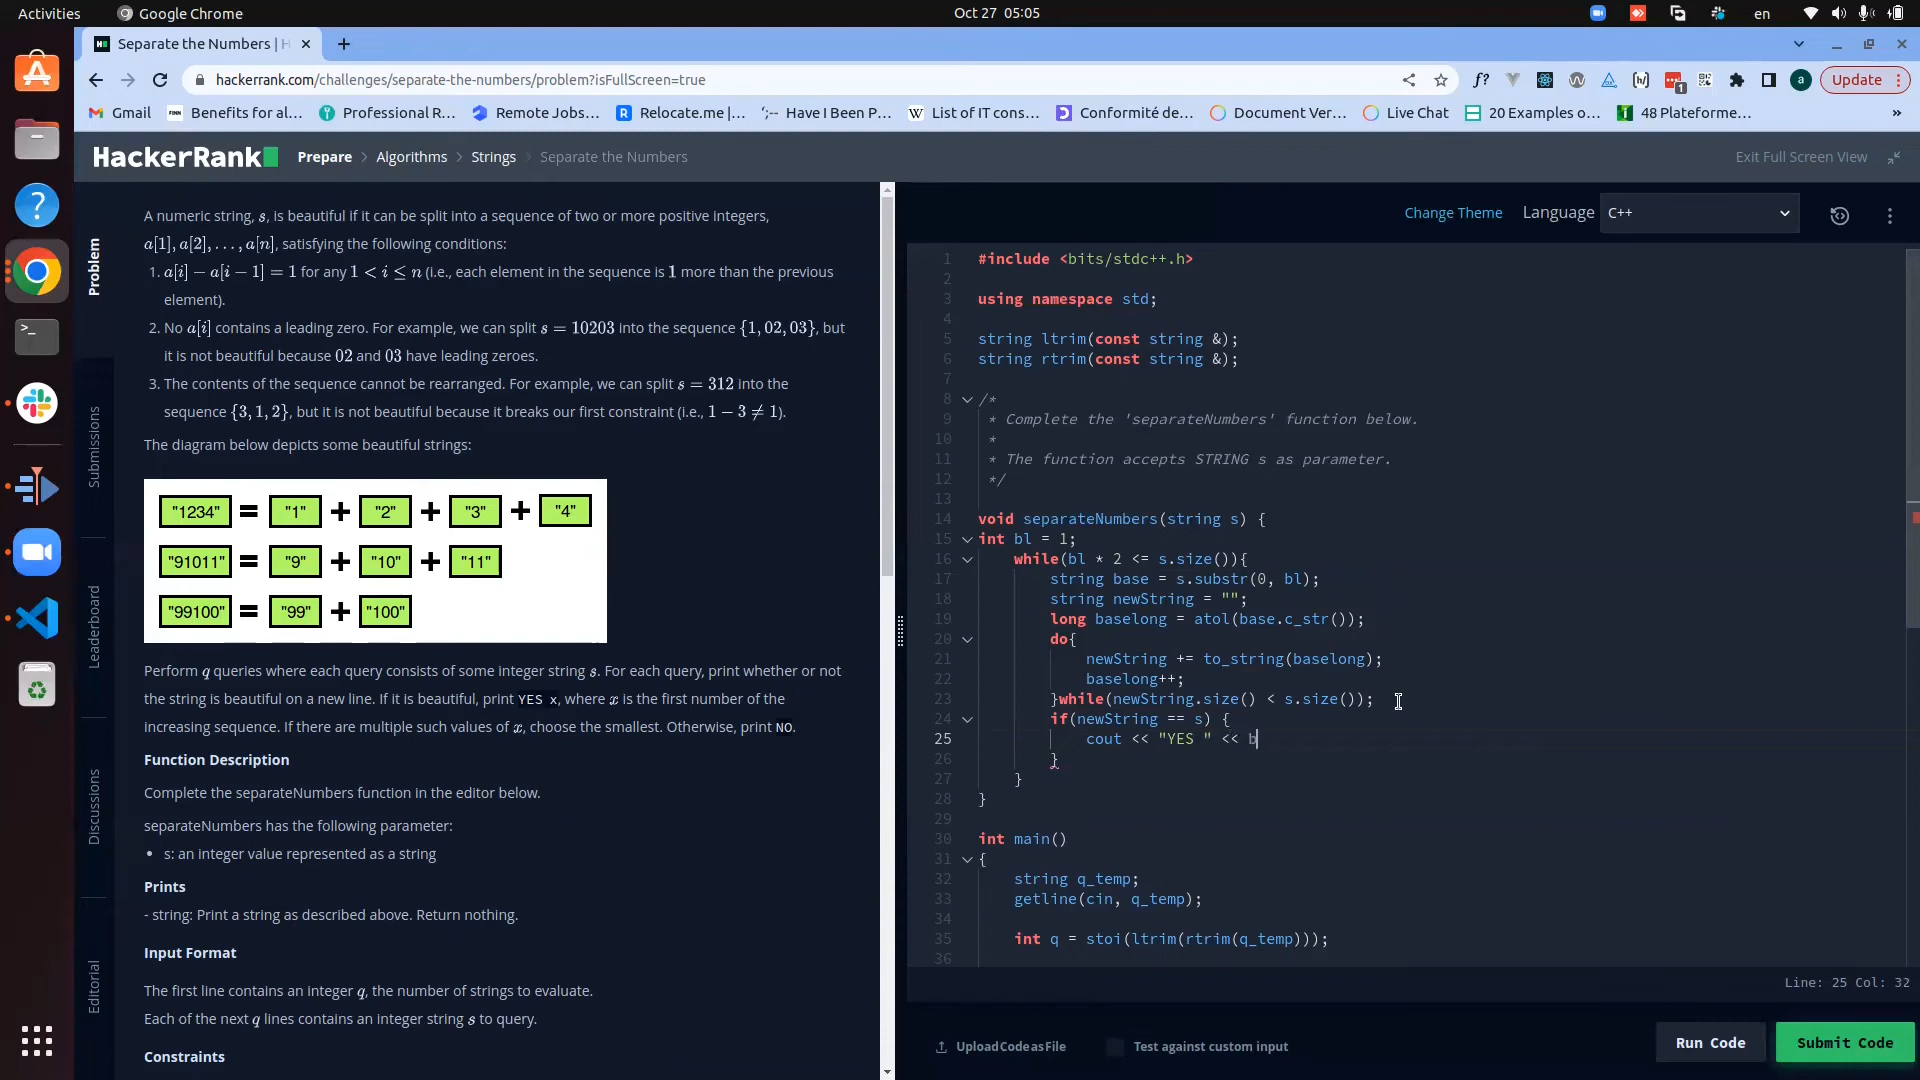 Activities
Google Chrome
Oct 27 05:05
en
Separate the Numbers | H
hackerrank.com/challenges/separate-the-numbers/problem?isFullScreen=true
f?
a
Update
Gmail
FINN
Benefits for al...
Professional R...
Remote Jobs...
Relocate.me |...
Have I Been P...
List of IT cons...
Conformité de...
Document Ver...
Live Chat
20 Examples o...
48 Plateforme...
»
HackerRank
Prepare > Algorithms > Strings > Separate the Numbers
Exit Full Screen View
Problem
Submissions
Leaderboard
Discussions
Editorial
A numeric string, s, is beautiful if it can be split into a sequence of two or more positive integers,
a[1], a[2], . . . , a[n], satisfying the following conditions:
1. a[i] − a[i − 1] = 1 for any 1 < i ≤ n (i.e., each element in the sequence is 1 more than the previous
element).
2. No a[i] contains a leading zero. For example, we can split s = 10203 into the sequence {1, 02, 03}, but
it is not beautiful because 02 and 03 have leading zeroes.
3. The contents of the sequence cannot be rearranged. For example, we can split s = 312 into the
sequence {3, 1, 2}, but it is not beautiful because it breaks our first constraint (i.e., 1 − 3 ≠ 1).
The diagram below depicts some beautiful strings:
"1234" = "1" + "2" + "3" + "4"
"91011" = "9" + "10" + "11"
"99100" = "99" + "100"
Perform q queries where each query consists of some integer string s. For each query, print whether or not
the string is beautiful on a new line. If it is beautiful, print YES x, where x is the first number of the
increasing sequence. If there are multiple such values of x, choose the smallest. Otherwise, print NO.
Function Description
Complete the separateNumbers function in the editor below.
separateNumbers has the following parameter:
• s: an integer value represented as a string
Prints
- string: Print a string as described above. Return nothing.
Input Format
The first line contains an integer q, the number of strings to evaluate.
Each of the next q lines contains an integer string s to query.
Constraints
Change Theme
Language
C++
1 #include <bits/stdc++.h>
2
3 using namespace std;
4
5 string ltrim(const string &);
6 string rtrim(const string &);
7
8 /*
9 * Complete the 'separateNumbers' function below.
10 *
11 * The function accepts STRING s as parameter.
12 */
13
14 void separateNumbers(string s) {
15 int bl = 1;
16 while(bl * 2 <= s.size()){
17 string base = s.substr(0, bl);
18 string newString = "";
19 long baselong = atol(base.c_str());
20 do{
21 newString += to_string(baselong);
22 baselong++;
23 }while(newString.size() < s.size());
24 if(newString == s) {
25 cout << "YES " << b
26 }
27 }
28 }
29
30 int main()
31 {
32 string q_temp;
33 getline(cin, q_temp);
34
35 int q = stoi(ltrim(rtrim(q_temp)));
36
Line: 25 Col: 32
Upload Code as File
Test against custom input
Run Code
Submit Code